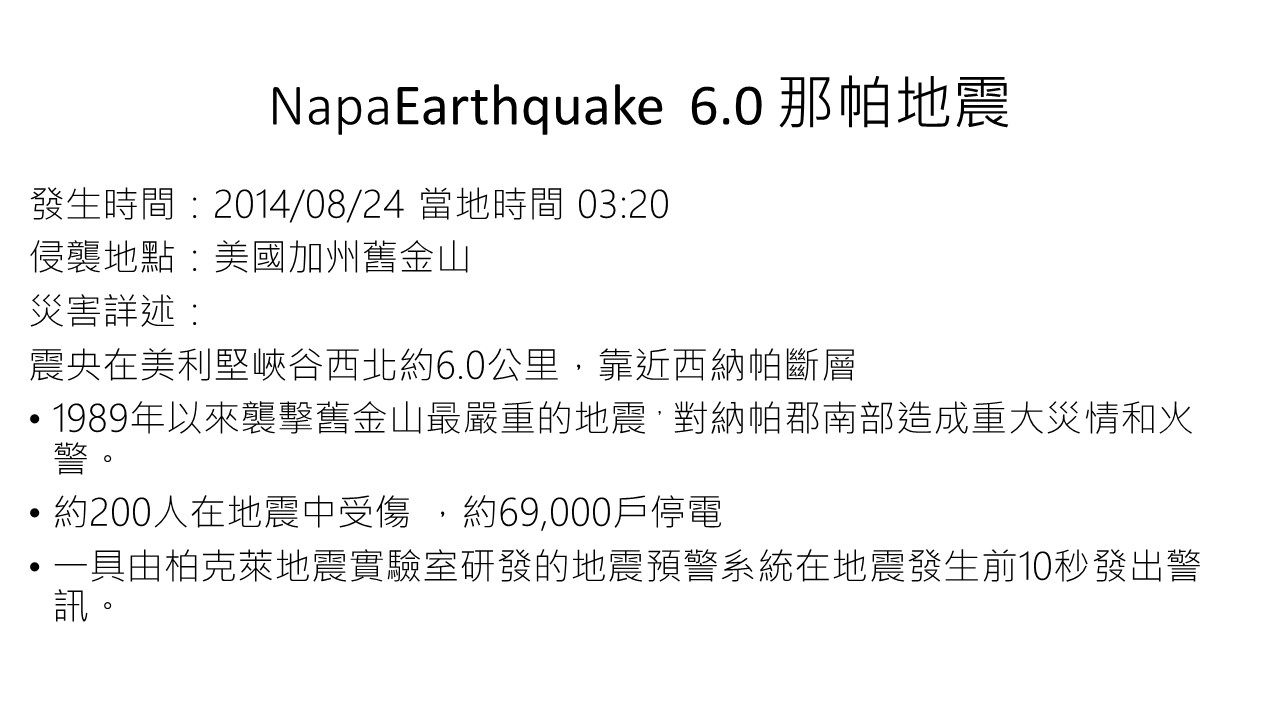 NapaEarthquake 6.0 那帕地震
發生時間：2014/08/24 當地時間 03:20
侵襲地點：美國加州舊金山
災害詳述：
震央在美利堅峽谷西北約6.0公里，靠近西納帕斷層
• 1989年以來襲擊舊金山最嚴重的地震，對納帕郡南部造成重大災情和火
警。
• 約200人在地震中受傷 ，約69,000戶停電
• 一具由柏克萊地震實驗室研發的地震預警系統在地震發生前10秒發出警
訊。